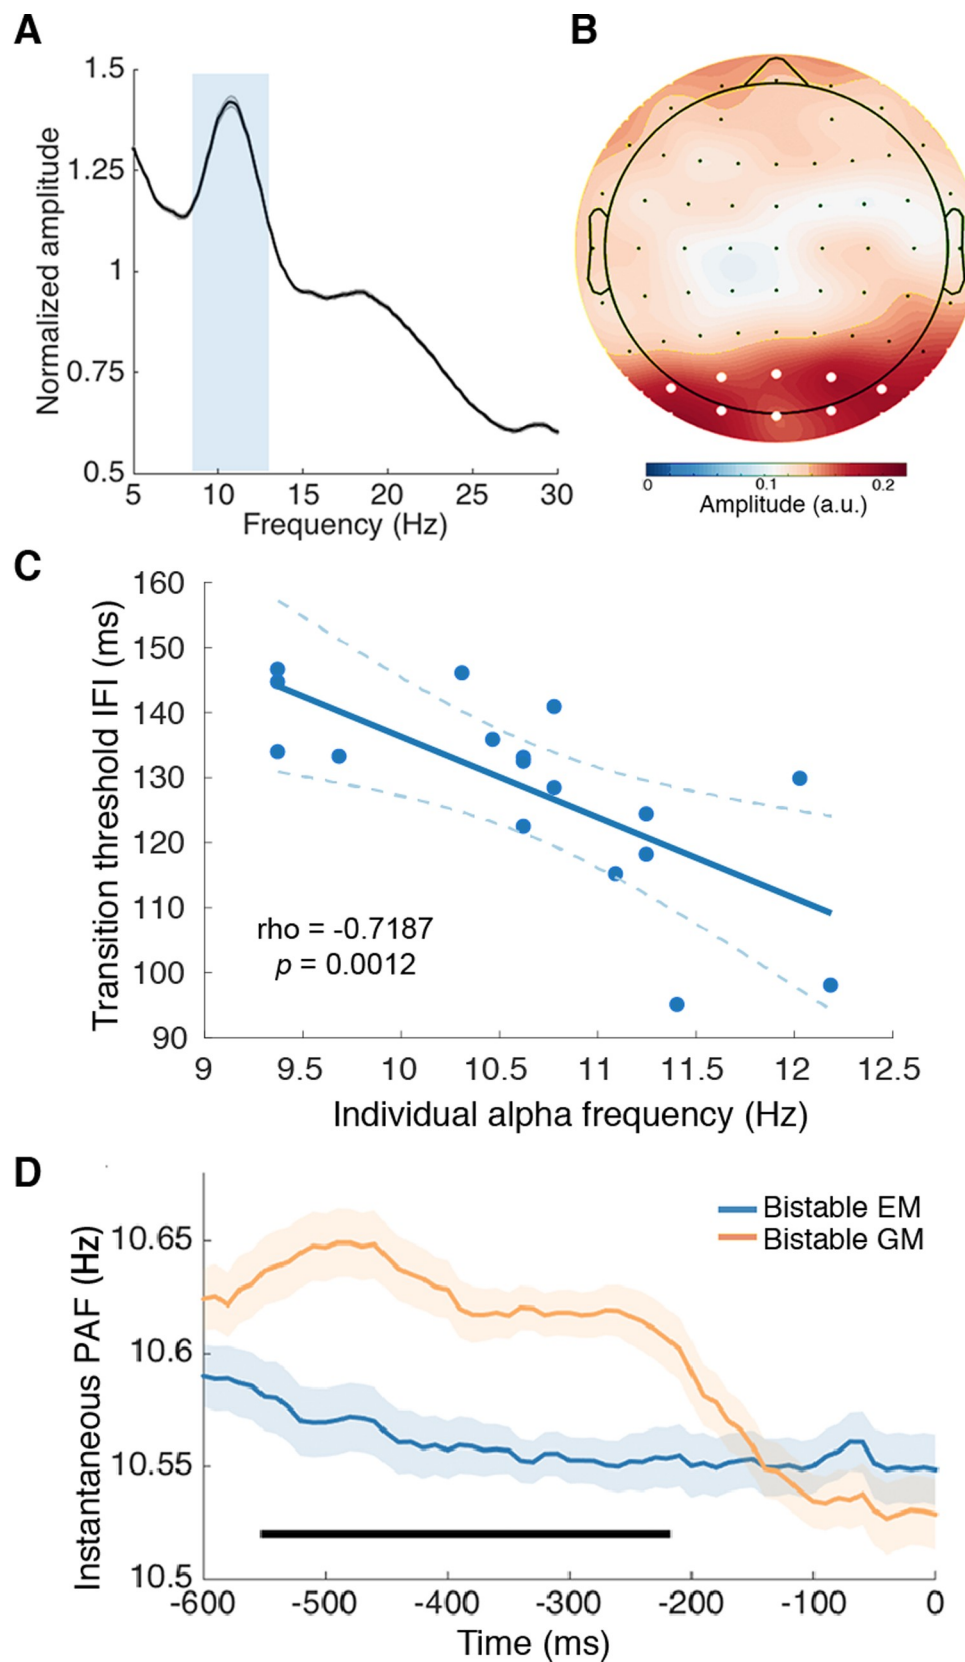 A
B
1.5
1.25
1
0.75
0.5
Normalized amplitude
5 10 15 20 25 30
Frequency (Hz)
0 0.1 0.2
Amplitude (a.u.)
C
160
150
140
130
120
110
100
90
Transition threshold IFI (ms)
rho = -0.7187
p = 0.0012
9 9.5 10 10.5 11 11.5 12 12.5
Individual alpha frequency (Hz)
D
Bistable EM
Bistable GM
10.65
10.6
10.55
10.5
Instantaneous PAF (Hz)
-600 -500 -400 -300 -200 -100 0
Time (ms)